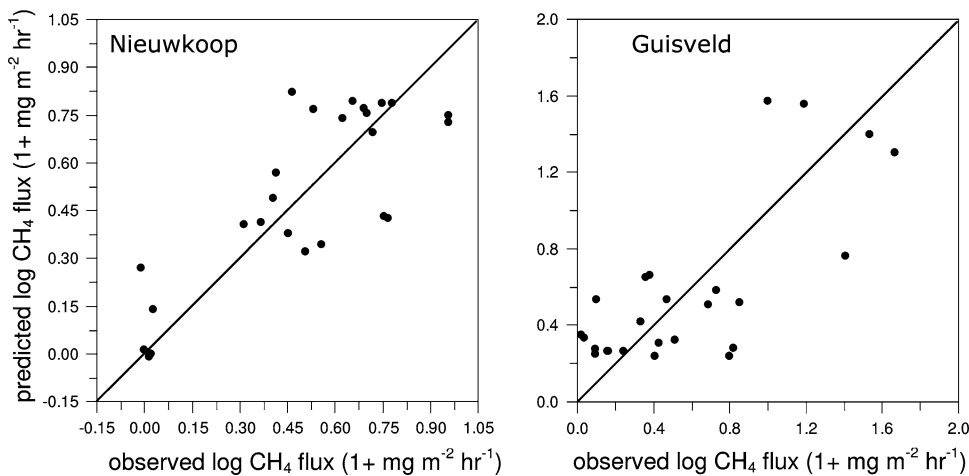 Nieuwkoop
predicted log CH₄ flux (1+ mg m⁻² hr⁻¹)
1.05
0.90
0.75
0.60
0.45
0.30
0.15
0.00
-0.15
-0.15 0.00 0.15 0.30 0.45 0.60 0.75 0.90 1.05
observed log CH₄ flux (1+ mg m⁻² hr⁻¹)
Guisveld
2.0
1.6
1.2
0.8
0.4
0.0
0.0 0.4 0.8 1.2 1.6 2.0
observed log CH₄ flux (1+ mg m⁻² hr⁻¹)